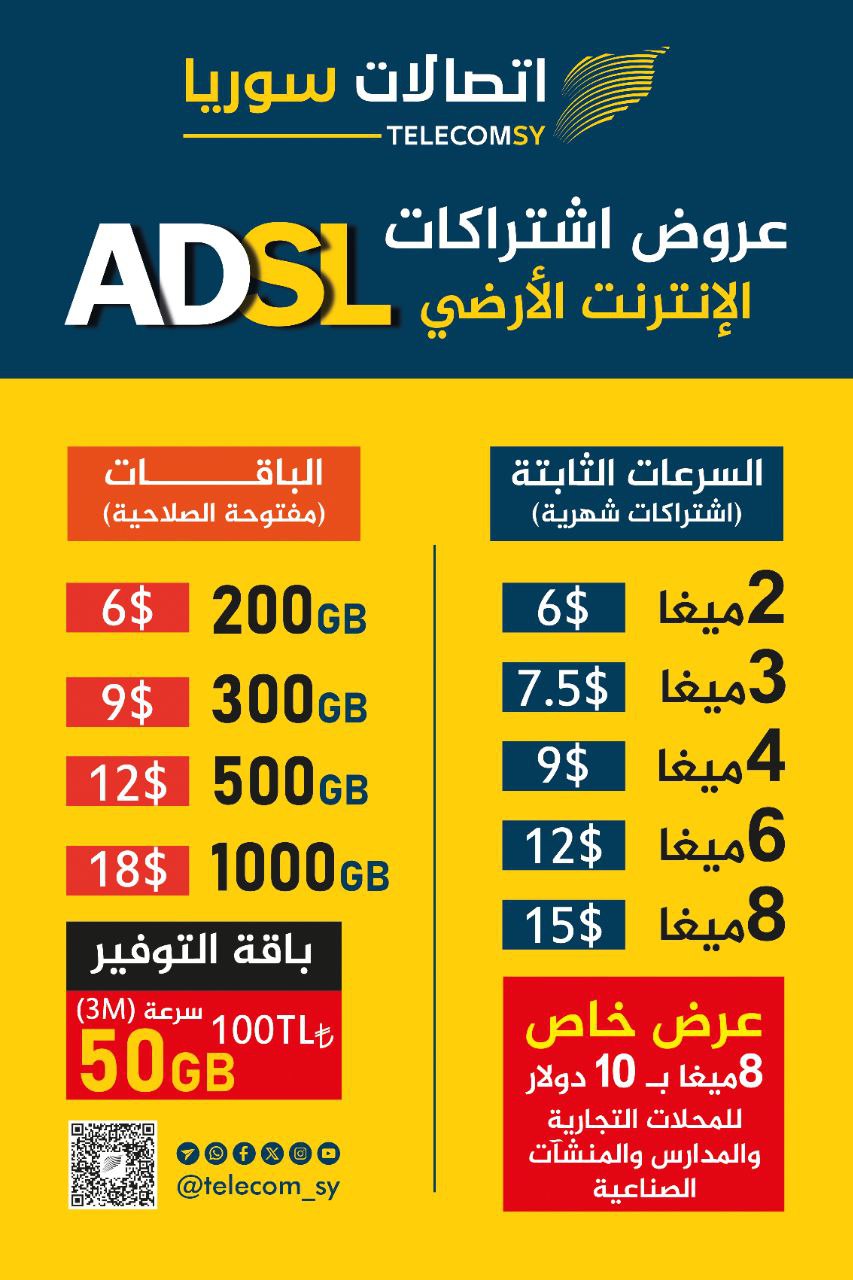 اتصالات سوريا
TELECOMSY
عروض اشتراكات
الإنترنت الأرضي
ADSL
السرعات الثابتة
(اشتراكات شهرية)
2ميغا 6$
3ميغا 7.5$
4ميغا 9$
6ميغا 12$
8ميغا 15$
عرض خاص
8ميغا بـ 10 دولار
للمحلات التجارية
والمدارس والمنشآت
الصناعية
الباقـــــــــات
(مفتوحة الصلاحية)
200GB 6$
300GB 9$
500GB 12$
1000GB 18$
باقة التوفير
100TL₺ سرعة (3M)
50GB
@telecom_sy